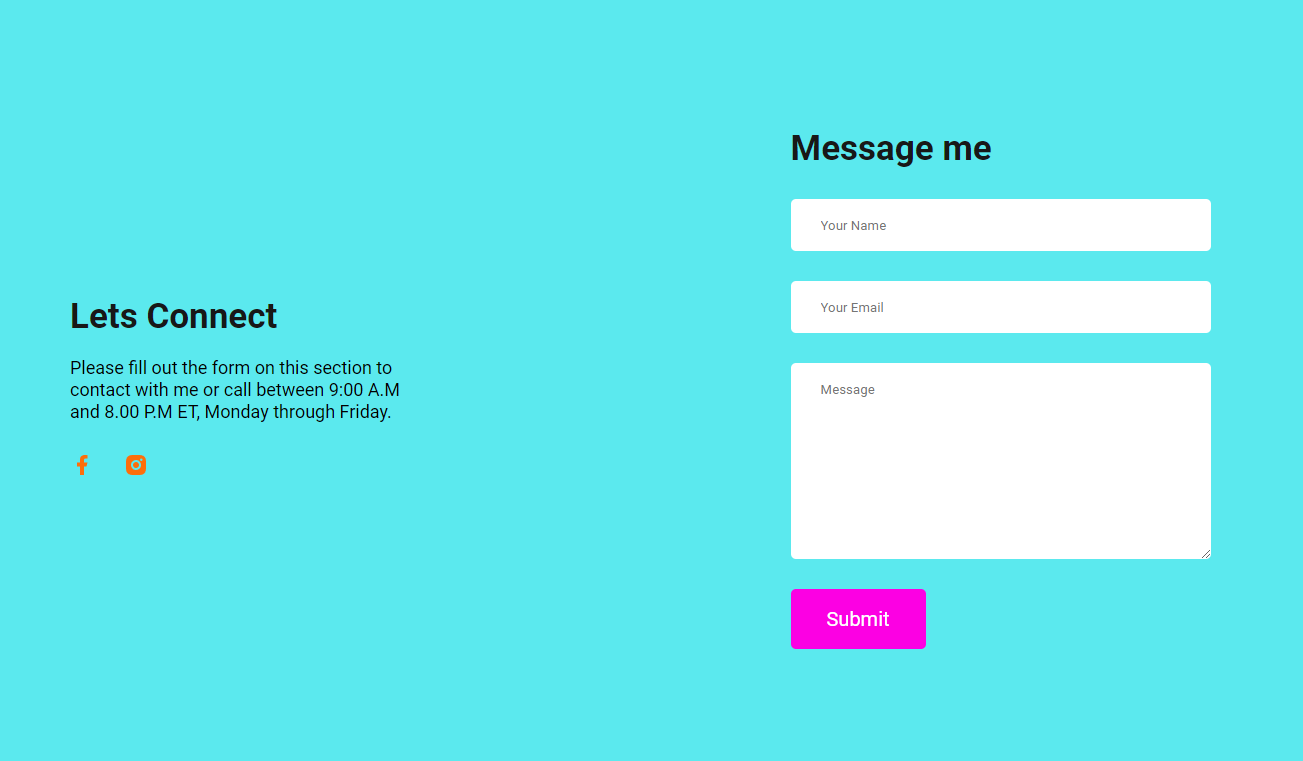 Lets Connect
Please fill out the form on this section to
contact with me or call between 9:00 A.M
and 8.00 P.M ET, Monday through Friday.
Message me
Your Name
Your Email
Message
Submit